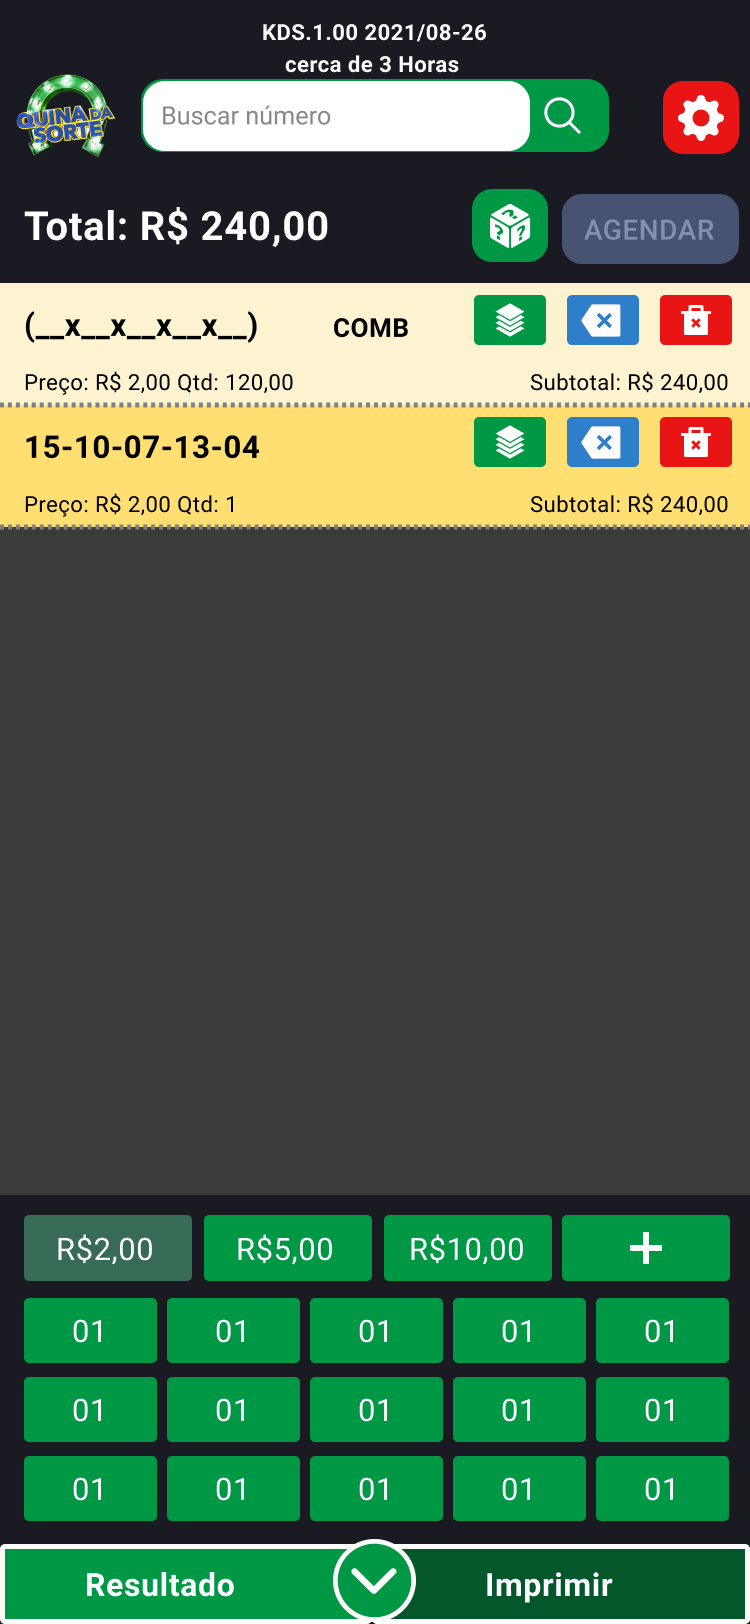 KDS.1.00 2021/08-26
cerca de 3 Horas
QUINA DA
SORTE
Buscar número
Total: R$ 240,00
AGENDAR
(__x__x__x__x__)
COMB
Preço: R$ 2,00 Qtd: 120,00
Subtotal: R$ 240,00
15-10-07-13-04
Preço: R$ 2,00 Qtd: 1
Subtotal: R$ 240,00
R$2,00 R$5,00 R$10,00 +
01 01 01 01 01
01 01 01 01 01
01 01 01 01 01
Resultado
Imprimir